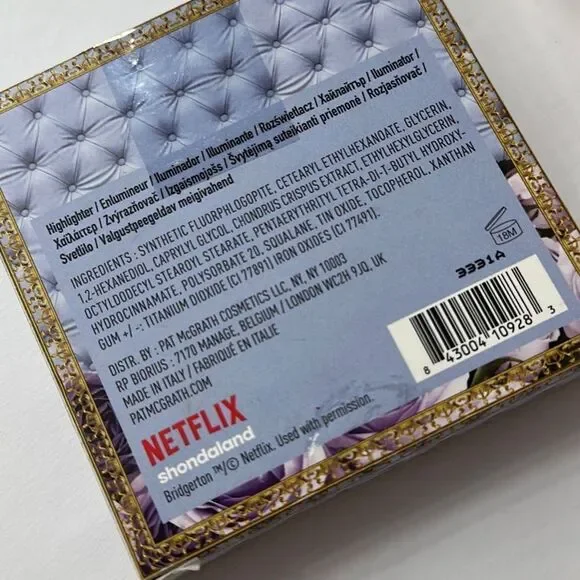 Highlighter / Enlumineur / Iluminador / Illuminante / Rozświetlacz / Хайлайтър / Iluminator /
Χαϊλάιτερ / Zvýrazňovač / Izgaismojošs / Švytėjimą suteikianti priemonė / Rozjasňovač /
Svetilo / Valgustpeegeldav meigivahend
INGREDIENTS : SYNTHETIC FLUORPHLOGOPITE, CETEARYL ETHYLHEXANOATE, GLYCERIN,
1,2-HEXANEDIOL, CAPRYLYL GLYCOL, CHONDRUS CRISPUS EXTRACT, ETHYLHEXYLGLYCERIN,
OCTYLDODECYL STEAROYL STEARATE, PENTAERYTHRITYL TETRA-DI-T-BUTYL HYDROXY-
HYDROCINNAMATE, POLYSORBATE 20, SQUALANE, TIN OXIDE, TOCOPHEROL, XANTHAN
GUM +/ -: TITANIUM DIOXIDE (CI 77891) IRON OXIDES (CI 77491).
DISTR. BY : PAT McGRATH COSMETICS LLC, NY, NY 10003
RP BIORIUS : 7170 MANAGE, BELGIUM / LONDON WC2H 9JQ, UK
MADE IN ITALY / FABRIQUÉ EN ITALIE
PATMcGRATH.COM
18M
3331A
8 43004 10928 3
NETFLIX
shondaland
Bridgerton ™/© Netflix. Used with permission.